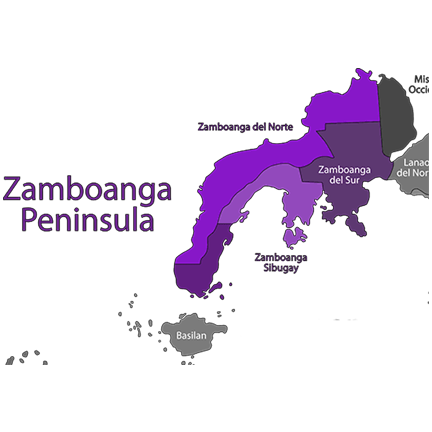 Mis
Occi
Zamboanga del Norte
Lanao
del Nor
Zamboanga
del Sur
Zamboanga
Peninsula
Zamboanga
Sibugay
Basilan